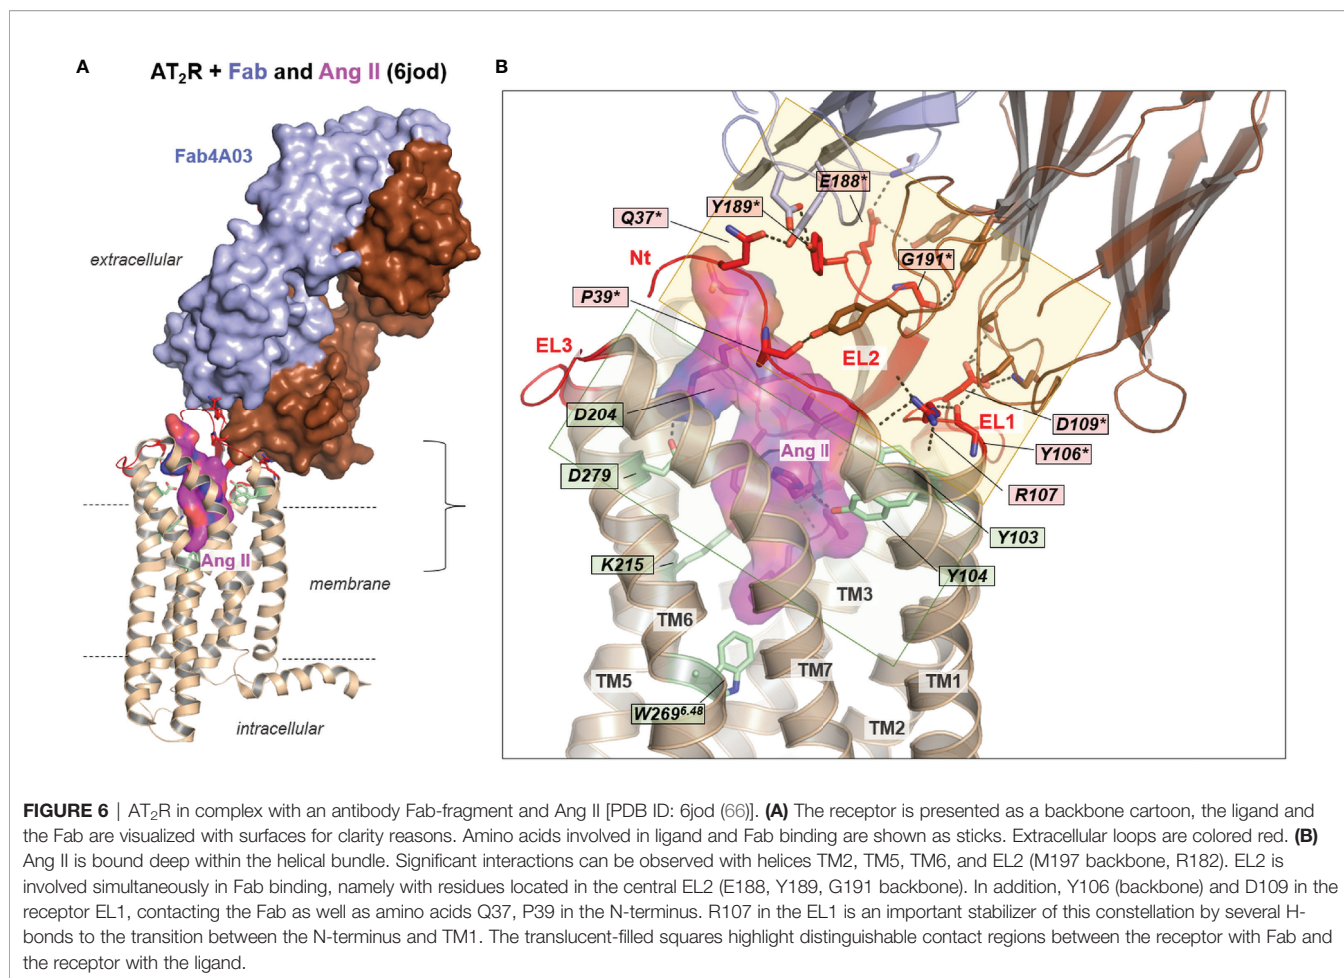 A
AT₂R + Fab and Ang II (6jod)
Fab4A03
extracellular
Ang II
membrane
intracellular
B
E188*
Y189*
Q37*
Nt
G191*
P39*
EL3
EL2
D204
EL1
D109*
Ang II
Y106*
D279
R107
Y103
K215
Y104
TM3
TM6
TM5
TM7
TM1
W269⁶·⁴⁸
TM2
FIGURE 6 | AT₂R in complex with an antibody Fab-fragment and Ang II [PDB ID: 6jod (66)]. (A) The receptor is presented as a backbone cartoon, the ligand and
the Fab are visualized with surfaces for clarity reasons. Amino acids involved in ligand and Fab binding are shown as sticks. Extracellular loops are colored red. (B)
Ang II is bound deep within the helical bundle. Significant interactions can be observed with helices TM2, TM5, TM6, and EL2 (M197 backbone, R182). EL2 is
involved simultaneously in Fab binding, namely with residues located in the central EL2 (E188, Y189, G191 backbone). In addition, Y106 (backbone) and D109 in the
receptor EL1, contacting the Fab as well as amino acids Q37, P39 in the N-terminus. R107 in the EL1 is an important stabilizer of this constellation by several H-
bonds to the transition between the N-terminus and TM1. The translucent-filled squares highlight distinguishable contact regions between the receptor with Fab and
the receptor with the ligand.